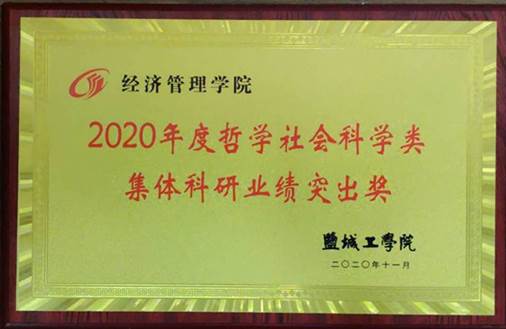 经济管理学院
2020年度哲学社会科学类
集体科研业绩突出奖
盐城工學院
二〇二〇年十一月